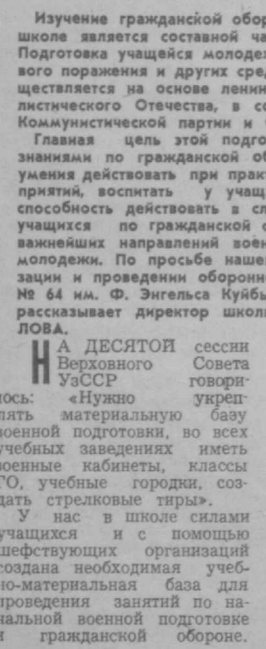 Изучение гражданской обор
школе является составной ча
Подготовка учащейся молодеж
вого поражения и других сред
ществляется на основе ленин
листического Отечества, в со
Коммунистической партии и
Главная цель этой подго
знаниями по гражданской об
умения действовать при прак
приятий, воспитать у учащ
способность действовать в сл
учащихся по гражданской о
важнейших направлений воен
молодежи. По просьбе наше
зации и проведении оборонн
№ 64 им. Ф. Энгельса Куйбы
рассказывает директор школ
ЛОВА.
НА ДЕСЯТОЙ сессии
Верховного Совета
УзССР говори-
лось: «Нужно укреп-
лять материальную базу
военной подготовки, во всех
учебных заведениях иметь
военные кабинеты, классы
ГО, учебные городки, соз-
дать стрелковые тиры».
У нас в школе силами
учащихся и с помощью
шефствующих организаций
создана необходимая учеб-
но-материальная база для
проведения занятий по на-
чальной военной подготовке
и гражданской обороне.